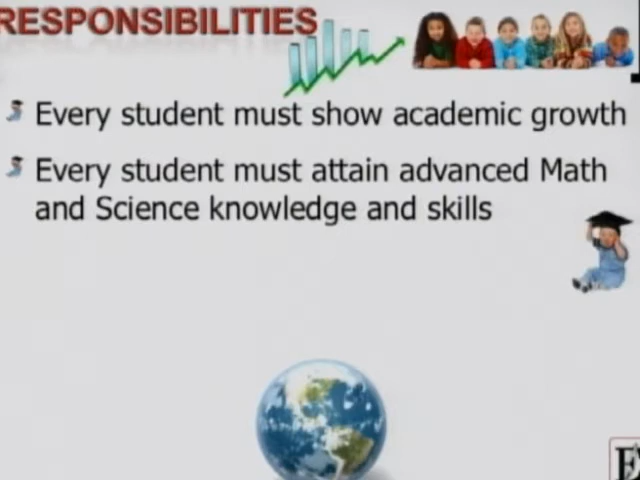 RESPONSIBILITIES
Every student must show academic growth
Every student must attain advanced Math
and Science knowledge and skills
E